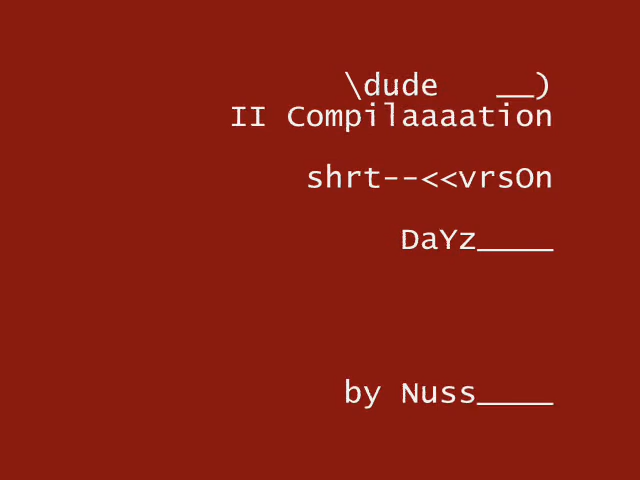 \dude   __)
II Compilaaaation
shrt--<<vrsOn
DaYz____
by Nuss____